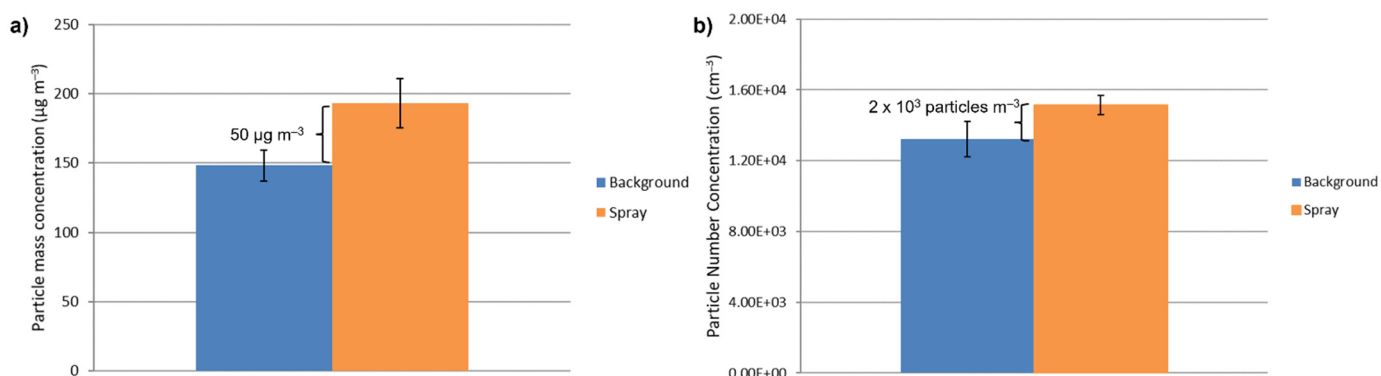 a)
Particle mass concentration (µg m⁻³)
250
200
150
100
50
0
50 µg m⁻³
Background
Spray
b)
Particle Number Concentration (cm⁻³)
2.00E+04
1.60E+04
1.20E+04
8.00E+03
4.00E+03
0.00E+00
2 x 10³ particles m⁻³
Background
Spray